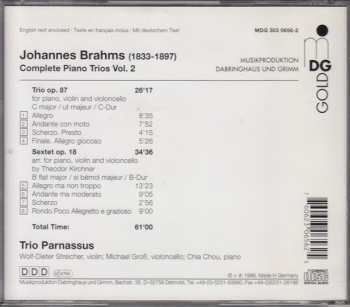 English text enclosed · Texte en français inclus · Mit deutschem Text
MDG 303 0656-2
Johannes Brahms (1833-1897)
Complete Piano Trios Vol. 2
MUSIKPRODUKTION
DABRINGHAUS UND GRIMM
MDG
GOLD
Trio op. 87 26'17
for piano, violin and violoncello
C major / ut majeur / C-Dur
1 Allegro 8'35
2 Andante con moto 7'52
3 Scherzo. Presto 4'15
4 Finale. Allegro giocoso 5'26
Sextet op. 18 34'36
arr. for piano, violin and violoncello
by Theodor Kirchner
B flat major / si bémol majeur / B-Dur
5 Allegro ma non troppo 13'23
6 Andante ma moderato 9'05
7 Scherzo 2'56
8 Rondo. Poco Allegretto e grazioso 9'00
Total Time: 61'00
Trio Parnassus
Wolf-Dieter Streicher, violin; Michael Groß, violoncello; Chia Chou, piano
DDD
Made in Germany
COMPACT
disc
DIGITAL AUDIO